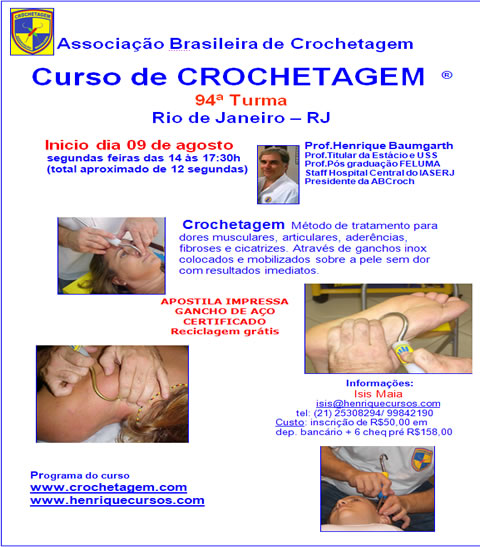 CROCHETAGEM
Associação Brasileira de Crochetagem
Curso de CROCHETAGEM ®
94ª Turma
Rio de Janeiro – RJ
Inicio dia 09 de agosto
segundas feiras das 14 às 17:30h
(total aproximado de 12 segundas)
Prof.Henrique Baumgarth
Prof.Titular da Estácio e USS
Prof.Pós graduação FELUMA
Staff Hospital Central do IASERJ
Presidente da ABCroch
Crochetagem Método de tratamento para
dores musculares, articulares, aderências,
fibroses e cicatrizes. Através de ganchos inox
colocados e mobilizados sobre a pele sem dor
com resultados imediatos.
APOSTILA IMPRESSA
GANCHO DE AÇO
CERTIFICADO
Reciclagem grátis
Informações:
Isis Maia
isis@henriquecursos.com
tel: (21) 25308294/ 99842190
Custo: inscrição de R$50,00 em
dep. bancário + 6 cheq pré R$158,00
Programa do curso
www.crochetagem.com
www.henriquecursos.com